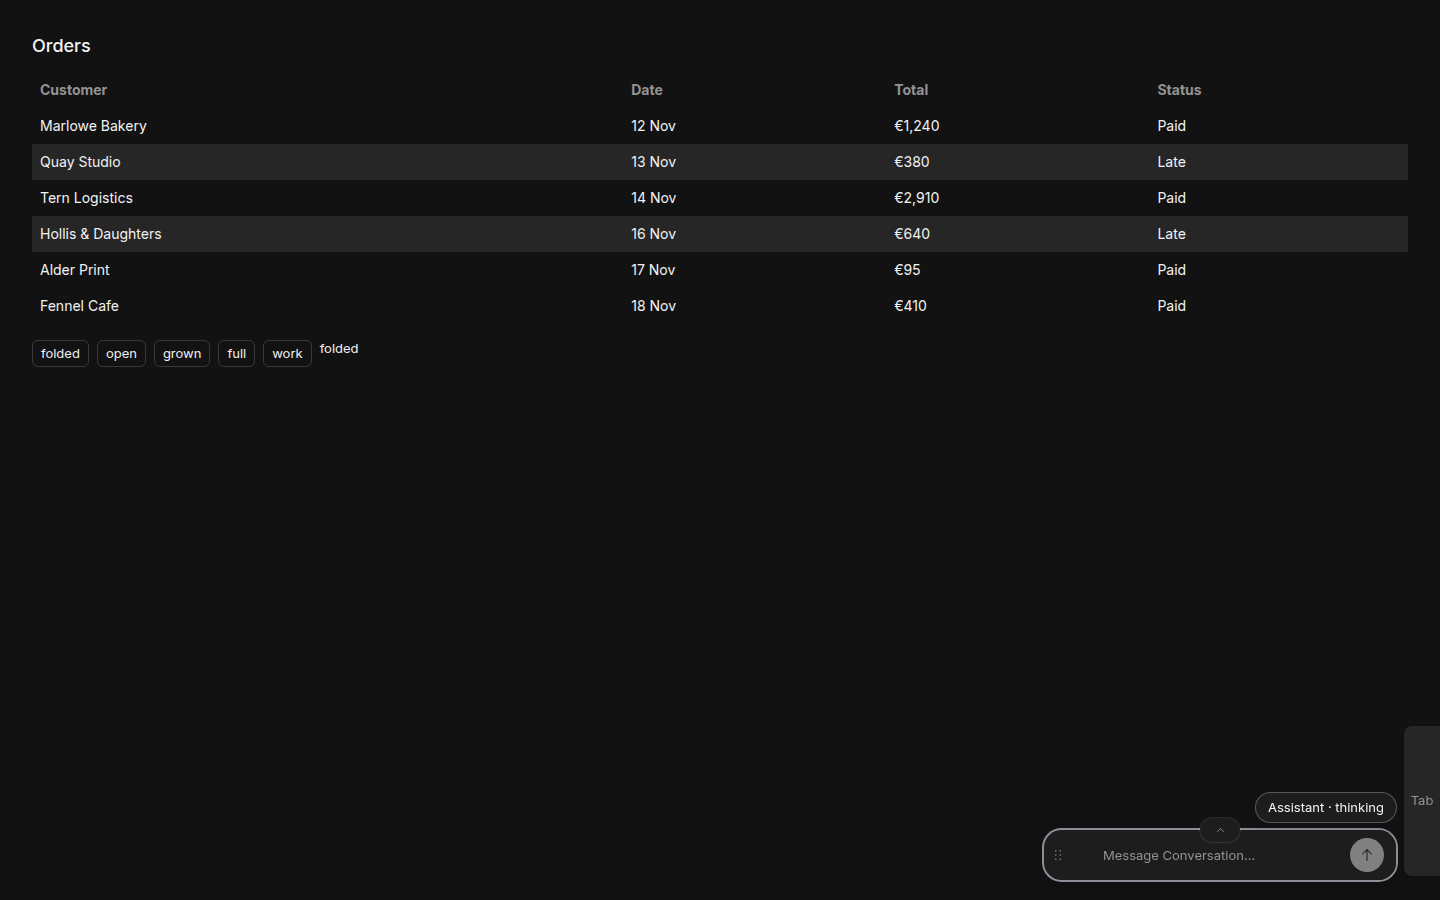 Orders
Customer Date Total Status
Marlowe Bakery 12 Nov €1,240 Paid
Quay Studio 13 Nov €380 Late
Tern Logistics 14 Nov €2,910 Paid
Hollis & Daughters 16 Nov €640 Late
Alder Print 17 Nov €95 Paid
Fennel Cafe 18 Nov €410 Paid
folded open grown full work folded
Tab
Assistant · thinking
Message Conversation...